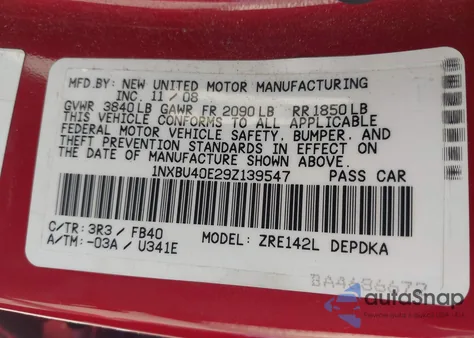 MFD.BY: NEW UNITED MOTOR MANUFACTURING
INC. 11 / 08
GVWR 3840LB GAWR FR 2090LB RR1850LB
THIS VEHICLE CONFORMS TO ALL APPLICABLE
FEDERAL MOTOR VEHICLE SAFETY, BUMPER, AND
THEFT PREVENTION STANDARDS IN EFFECT ON
THE DATE OF MANUFACTURE SHOWN ABOVE.
1NXBU40E29Z139547 PASS CAR
C/TR: 3R3 / FB40
A/TM: -03A / U341E
MODEL: ZRE142L DEPDKA
autoSnap